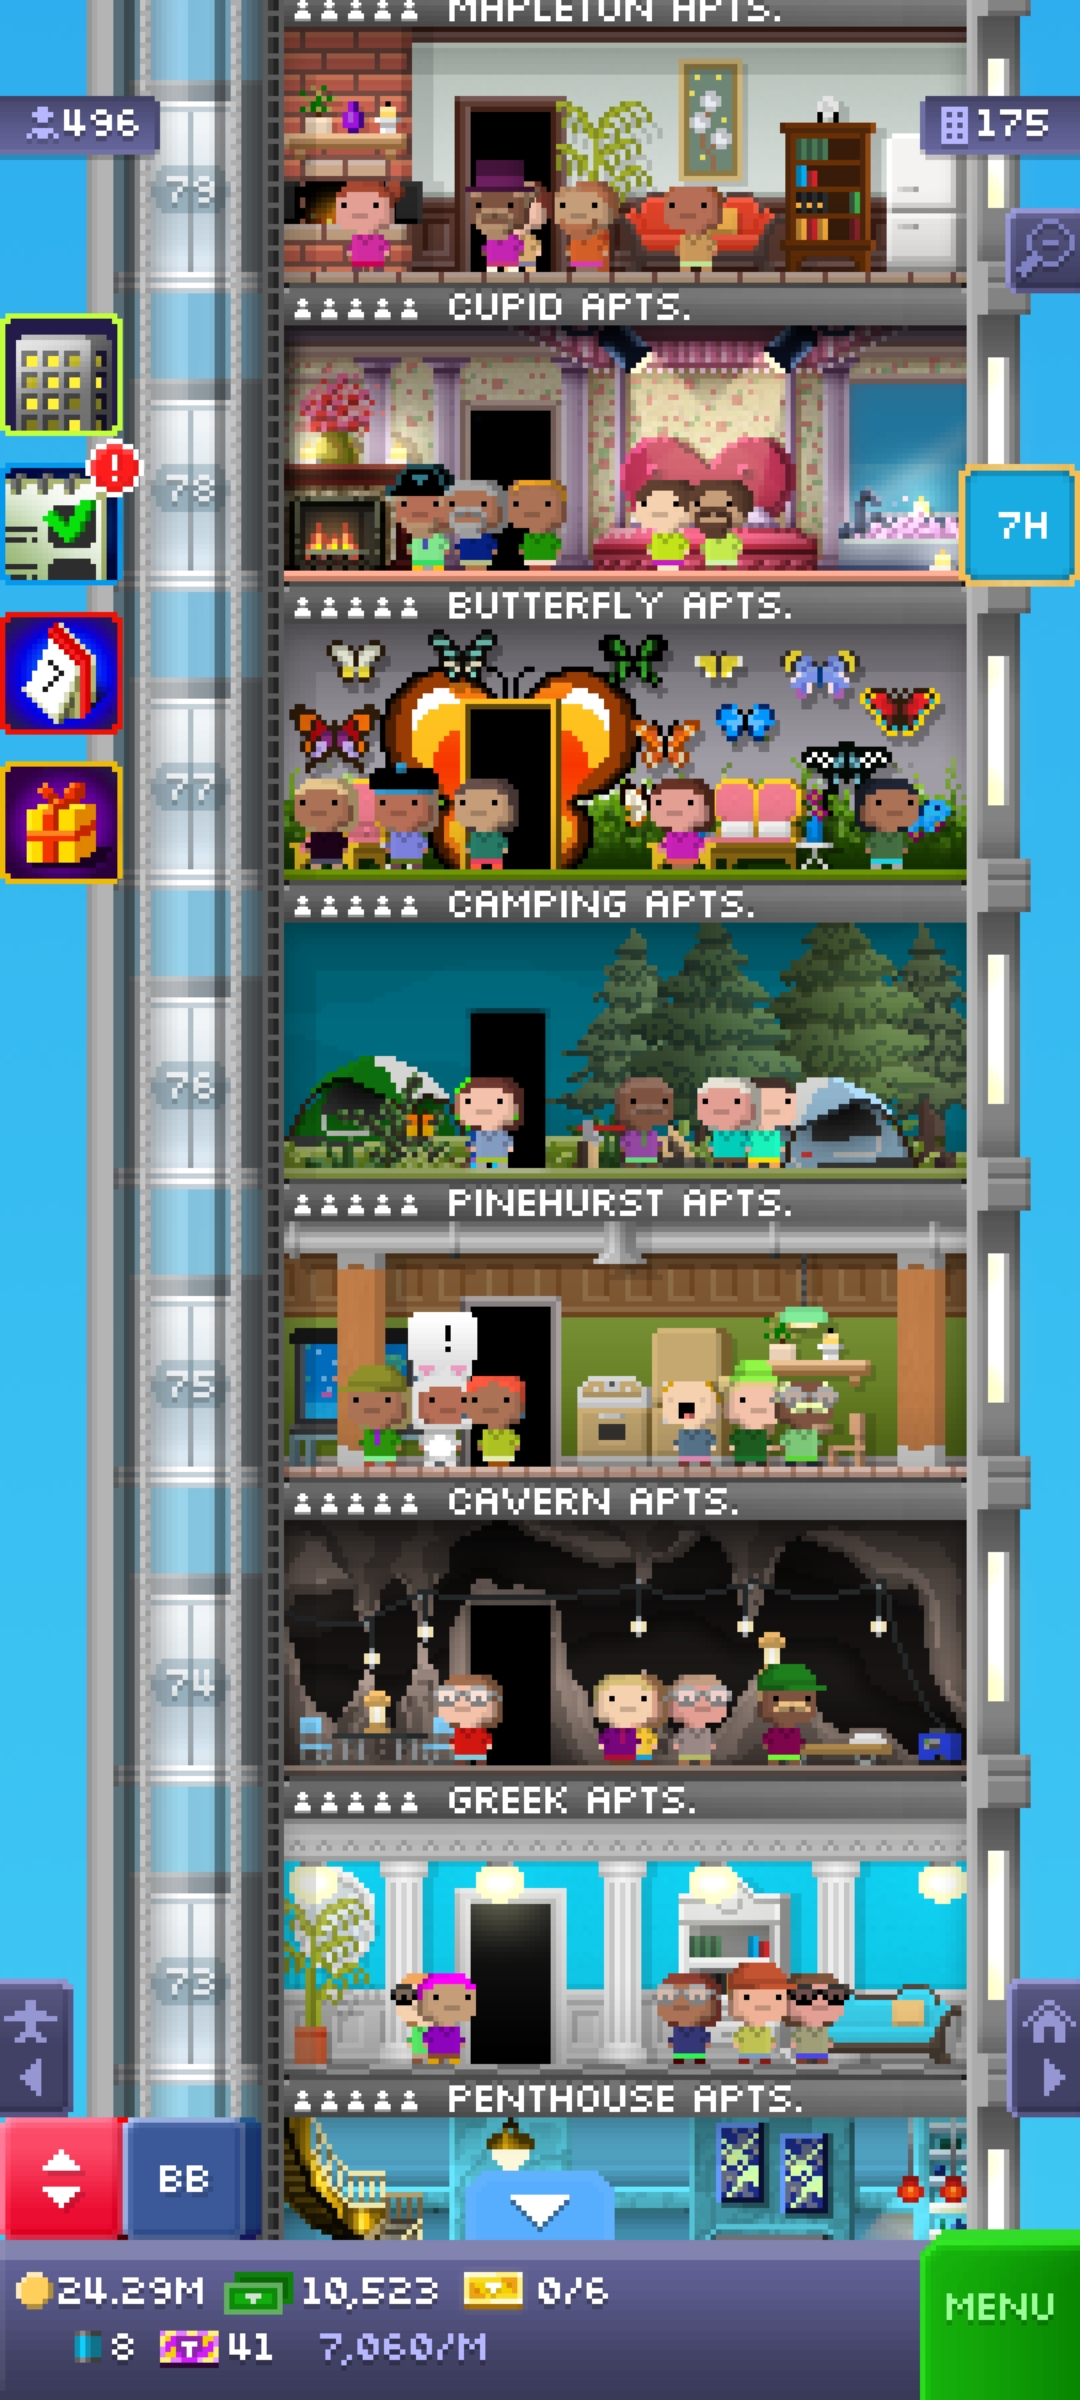 MAPLETON APTS.
496
175
79
CUPID APTS.
78
7H
BUTTERFLY APTS.
77
CAMPING APTS.
76
PINEHURST APTS.
!
75
CAVERN APTS.
74
GREEK APTS.
73
PENTHOUSE APTS.
BB
24.29M 10,523 0/6
MENU
8 41 7,060/M